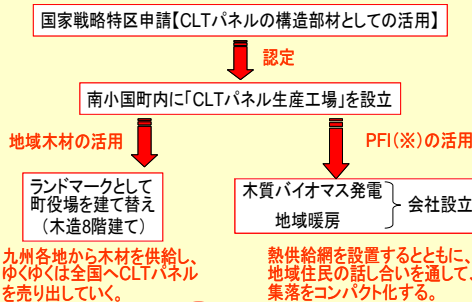 国家戦略特区申請【CLTパネルの構造部材としての活用】
認定
南小国町内に「CLTパネル生産工場」を設立
地域木材の活用
PFI(※)の活用
ランドマークとして
町役場を建て替え
(木造8階建て)
木質バイオマス発電
地域暖房
会社設立
九州各地から木材を供給し、
ゆくゆくは全国へCLTパネル
を売り出していく。
熱供給網を設置するとともに、
地域住民の話し合いを通して、
集落をコンパクト化する。